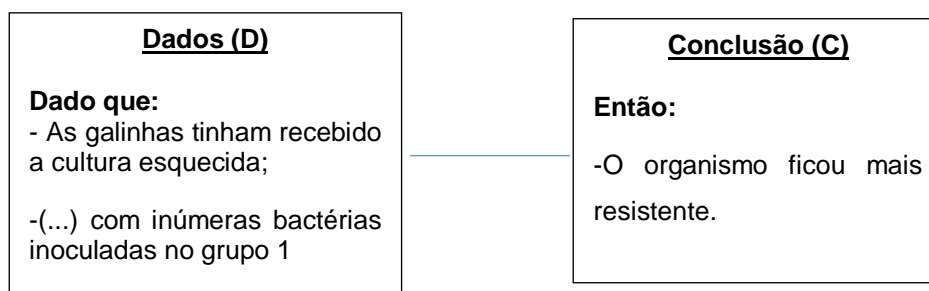 Dados (D)
Dado que:
- As galinhas tinham recebido
a cultura esquecida;
-(...) com inúmeras bactérias
inoculadas no grupo 1
Conclusão (C)
Então:
-O organismo ficou mais
resistente.